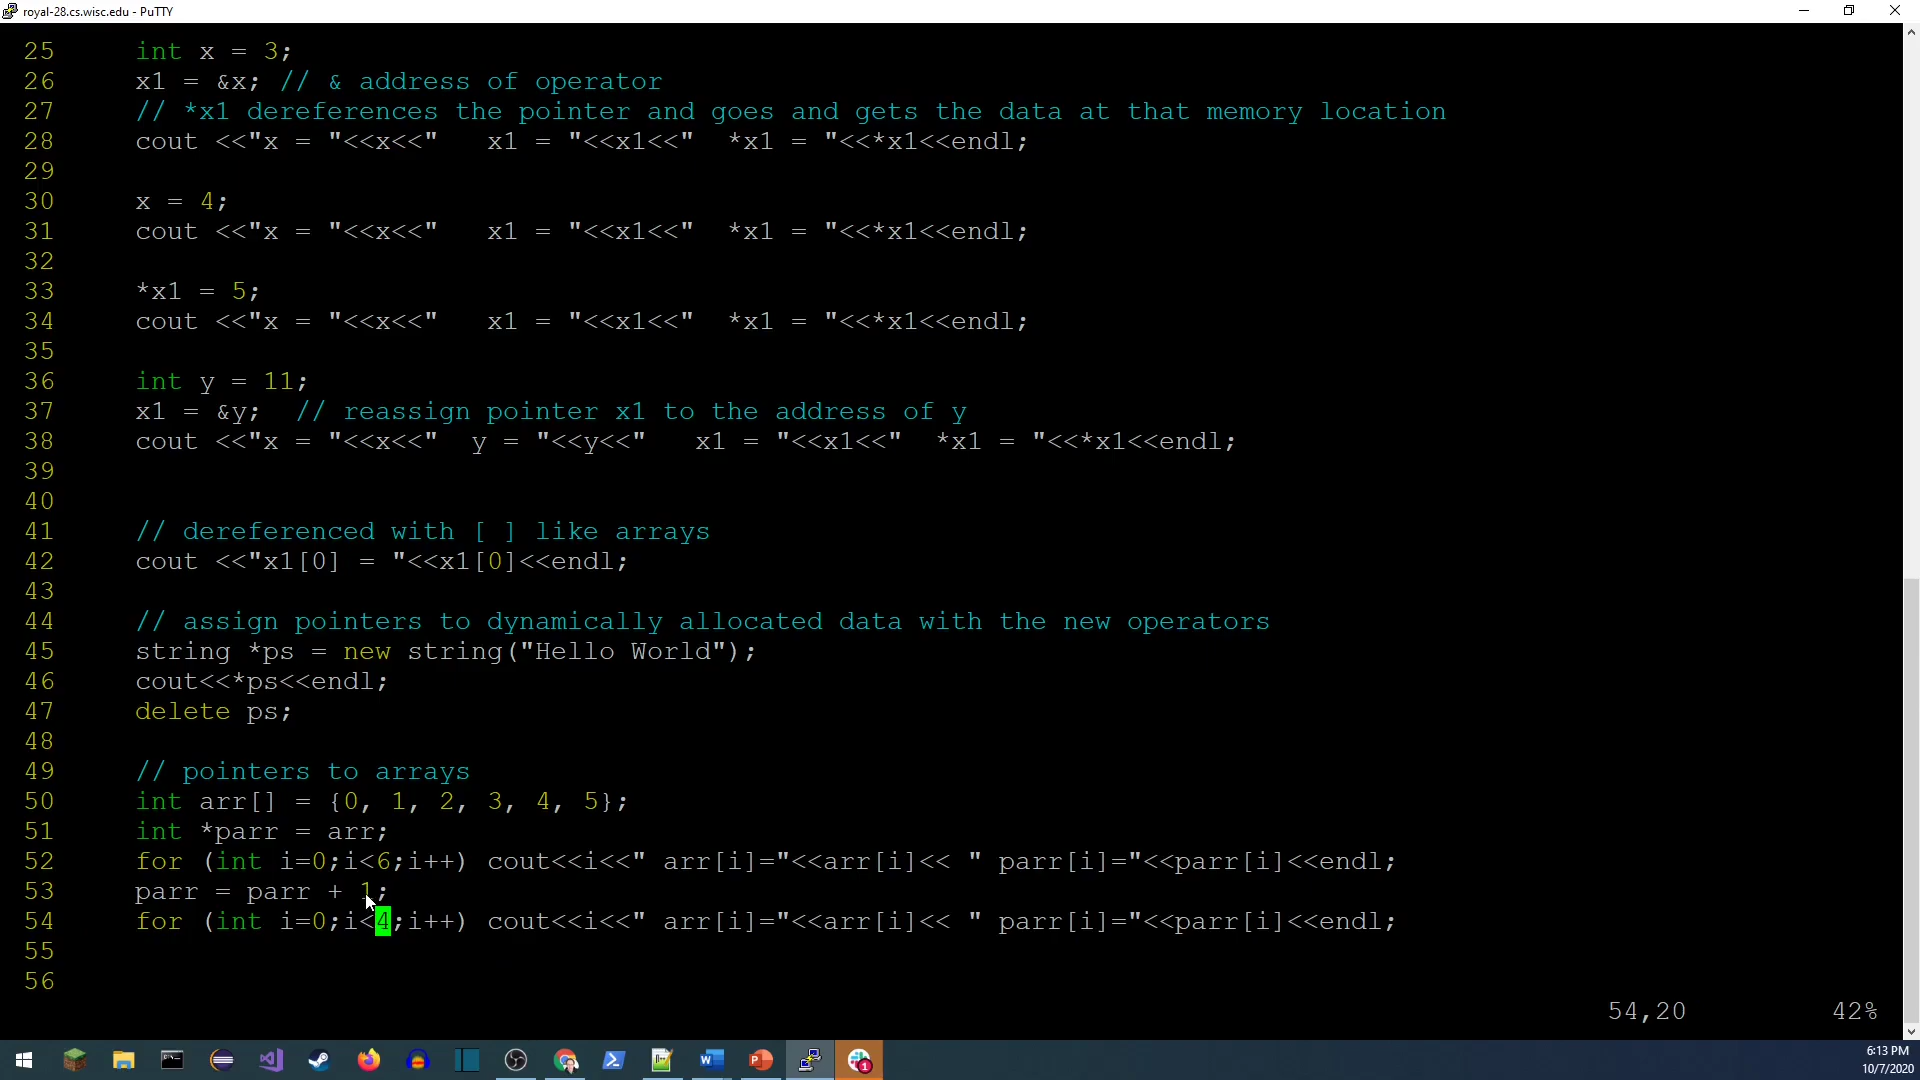 royal-28.cs.wisc.edu - PuTTY
25     int x = 3;
26     x1 = &x; // & address of operator
27     // *x1 dereferences the pointer and goes and gets the data at that memory location
28     cout <<"x = "<<x<<"   x1 = "<<x1<<"  *x1 = "<<*x1<<endl;
29
30     x = 4;
31     cout <<"x = "<<x<<"   x1 = "<<x1<<"  *x1 = "<<*x1<<endl;
32
33     *x1 = 5;
34     cout <<"x = "<<x<<"   x1 = "<<x1<<"  *x1 = "<<*x1<<endl;
35
36     int y = 11;
37     x1 = &y;  // reassign pointer x1 to the address of y
38     cout <<"x = "<<x<<"  y = "<<y<<"   x1 = "<<x1<<"  *x1 = "<<*x1<<endl;
39
40
41     // dereferenced with [ ] like arrays
42     cout <<"x1[0] = "<<x1[0]<<endl;
43
44     // assign pointers to dynamically allocated data with the new operators
45     string *ps = new string("Hello World");
46     cout<<*ps<<endl;
47     delete ps;
48
49     // pointers to arrays
50     int arr[] = {0, 1, 2, 3, 4, 5};
51     int *parr = arr;
52     for (int i=0;i<6;i++) cout<<i<<" arr[i]="<<arr[i]<< " parr[i]="<<parr[i]<<endl;
53     parr = parr + 1;
54     for (int i=0;i<4;i++) cout<<i<<" arr[i]="<<arr[i]<< " parr[i]="<<parr[i]<<endl;
55
56
54,20     42%
6:13 PM
10/7/2020